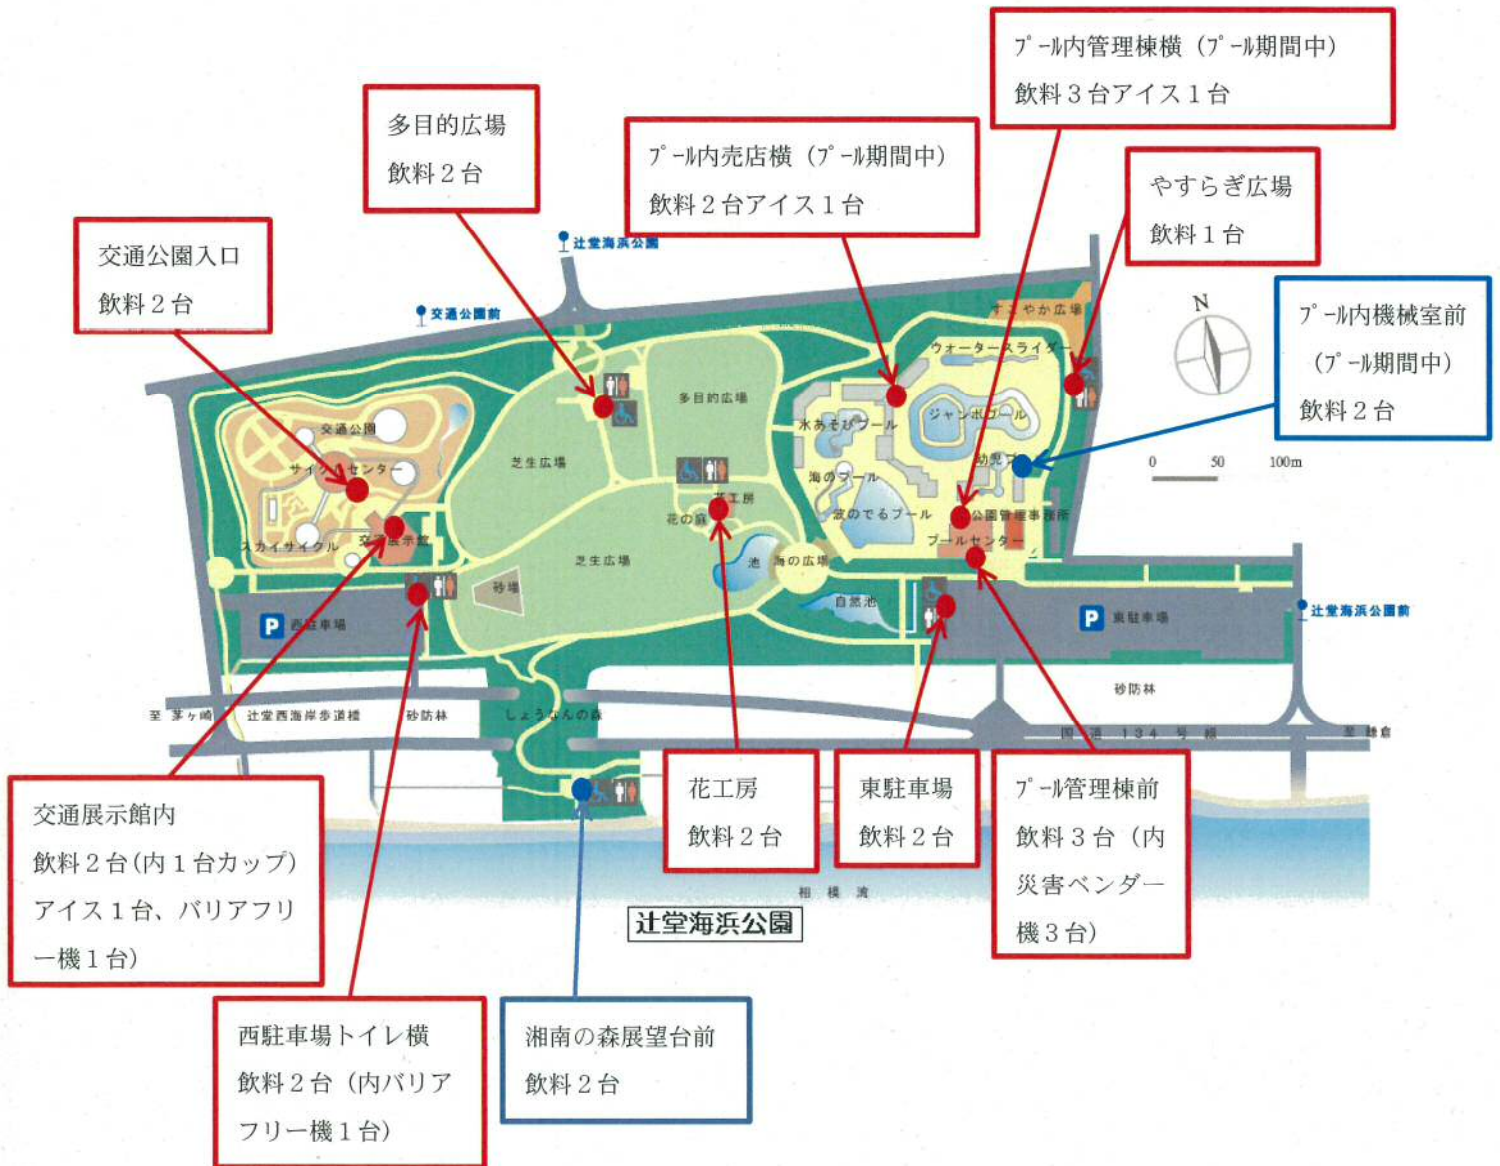 プール内管理棟横（プール期間中）
飲料３台アイス１台
多目的広場
飲料２台
プール内売店横（プール期間中）
飲料２台アイス１台
やすらぎ広場
飲料１台
交通公園入口
飲料２台
プール内機械室前
（プール期間中）
飲料２台
辻堂海浜公園
交通公園前
N
すこやか広場
ウォータースライダー
多目的広場
ジャンボプール
水あそびプール
交通公園
サイクルセンター
芝生広場
幼児プ
0 50 100m
海のプール
花工房
花の庭
波のでるプール
公園管理事務所
スカイサイクル
交通展示館
プールセンター
芝生広場
池
海の広場
砂場
自然池
P 西駐車場
P 東駐車場
辻堂海浜公園前
砂防林
至 茅ヶ崎
辻堂西海岸歩道橋
砂防林
しょうなんの森
国道 134 号線
至 鎌倉
交通展示館内
飲料２台(内１台カップ)
アイス１台、バリアフリ
ー機１台）
花工房
飲料２台
東駐車場
飲料２台
プール管理棟前
飲料３台（内
災害ベンダー
機３台）
相模湾
辻堂海浜公園
西駐車場トイレ横
飲料２台（内バリア
フリー機１台）
湘南の森展望台前
飲料２台